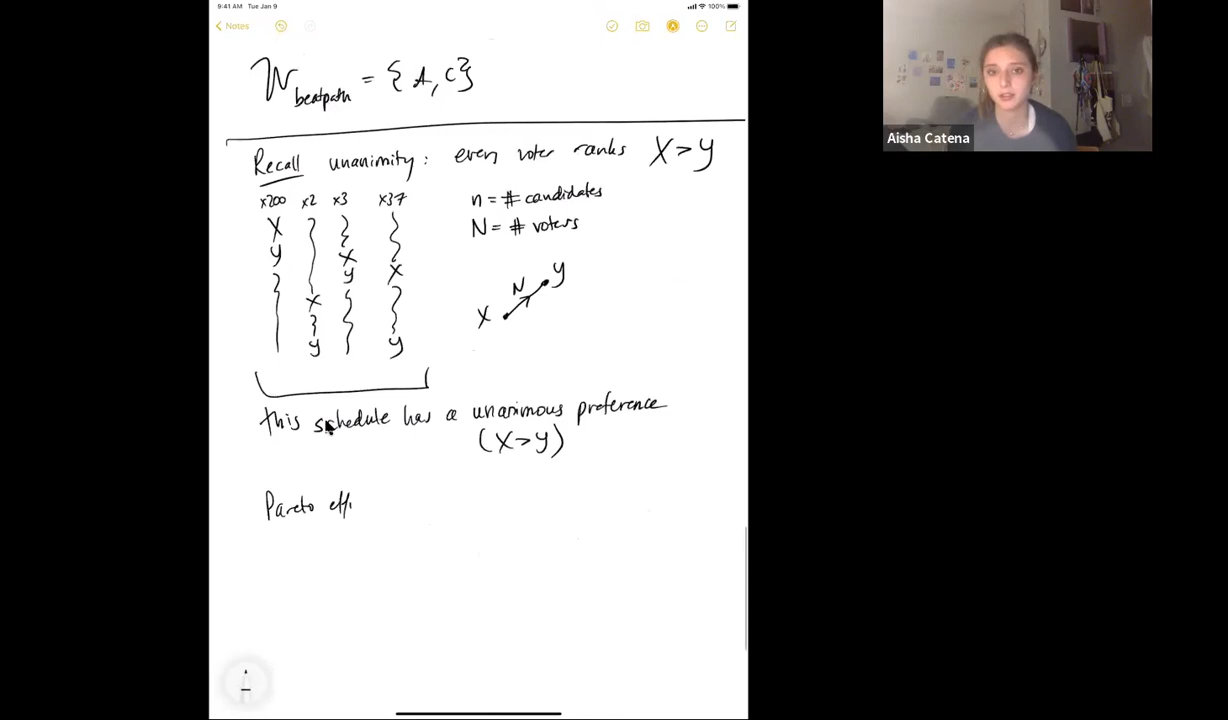 9:41 AM Tue Jan 9
100%
Notes
W beatpath = { A, C }
Recall unanimity: every voter ranks X > Y
x200 x2 x3 x37
n = # candidates
N = # voters
X
Y
X
Y
X
X
Y
Y
X N Y
this schedule has a unanimous preference
(X > Y)
Pareto effi
Aisha Catena